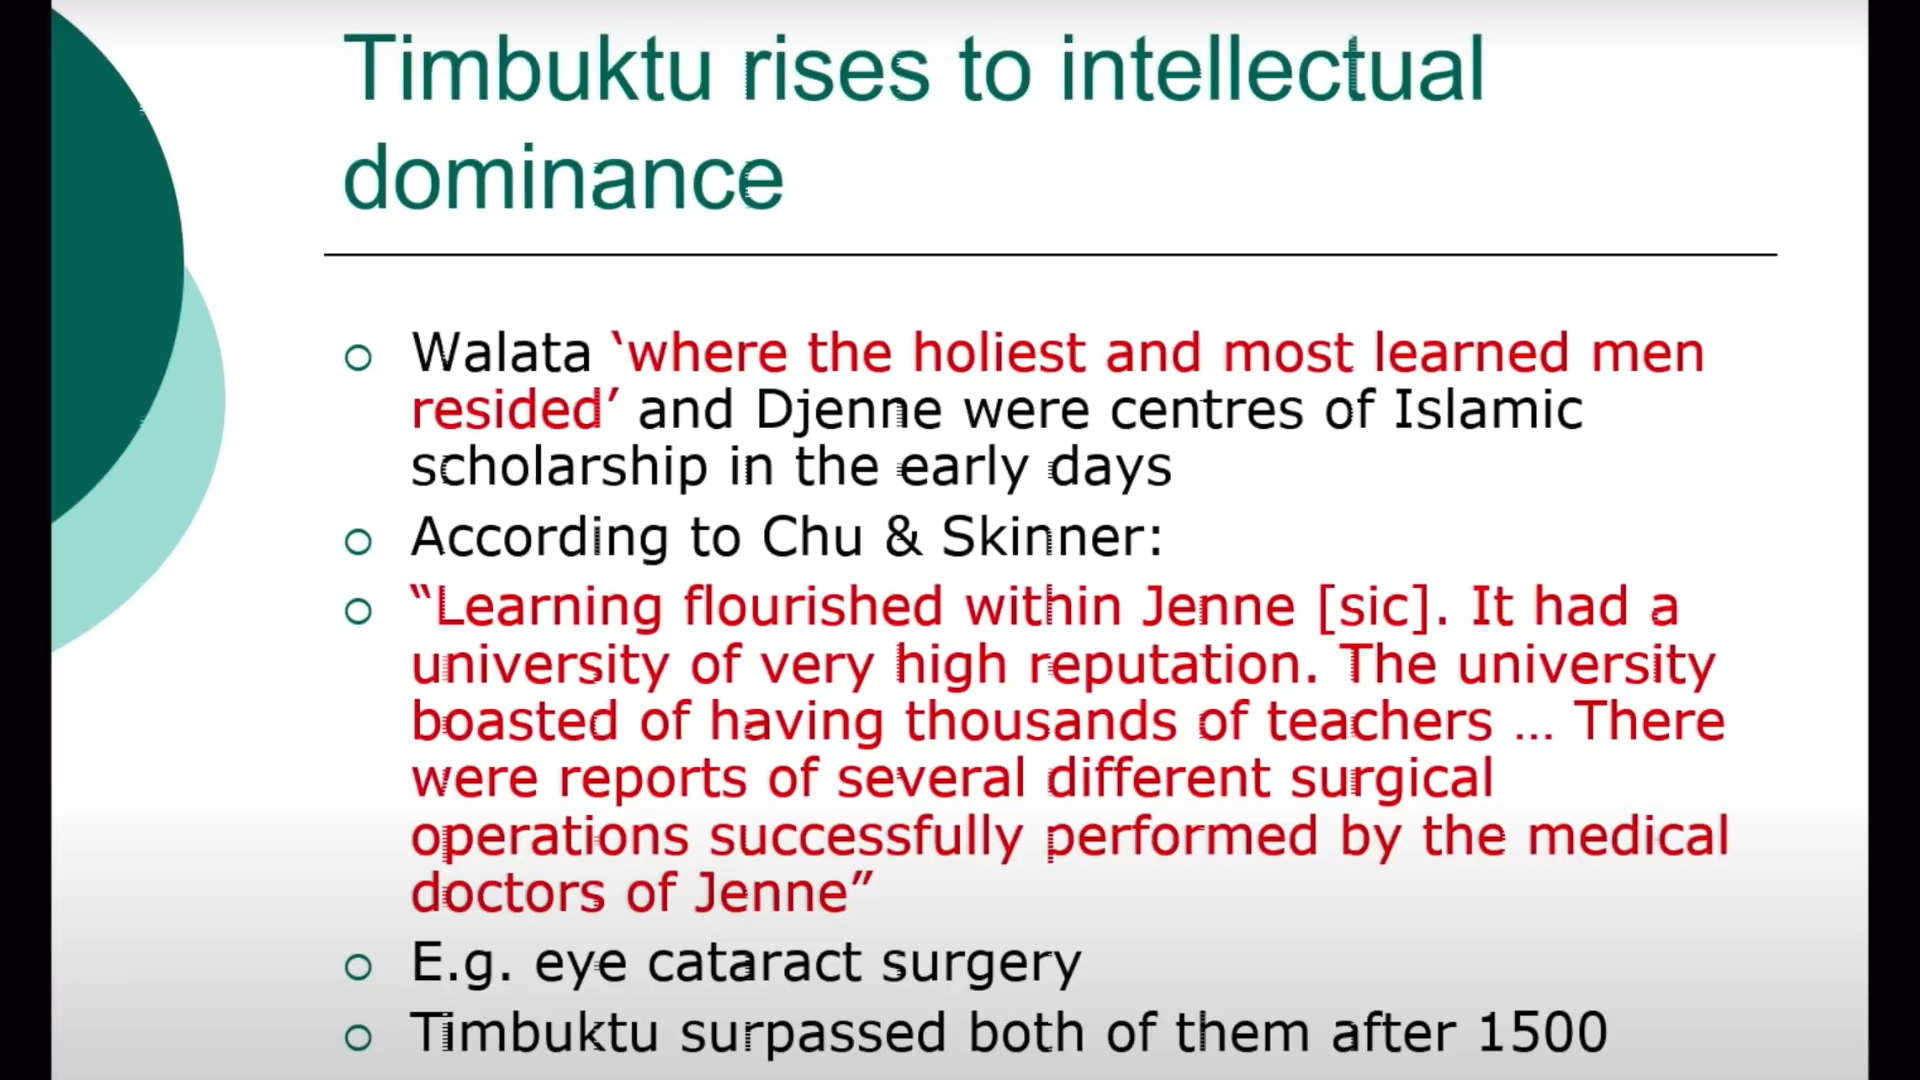 Timbuktu rises to intellectual
dominance
Walata ‘where the holiest and most learned men
resided’ and Djenne were centres of Islamic
scholarship in the early days
According to Chu & Skinner:
“Learning flourished within Jenne [sic]. It had a
university of very high reputation. The university
boasted of having thousands of teachers ... There
were reports of several different surgical
operations successfully performed by the medical
doctors of Jenne”
E.g. eye cataract surgery
Timbuktu surpassed both of them after 1500